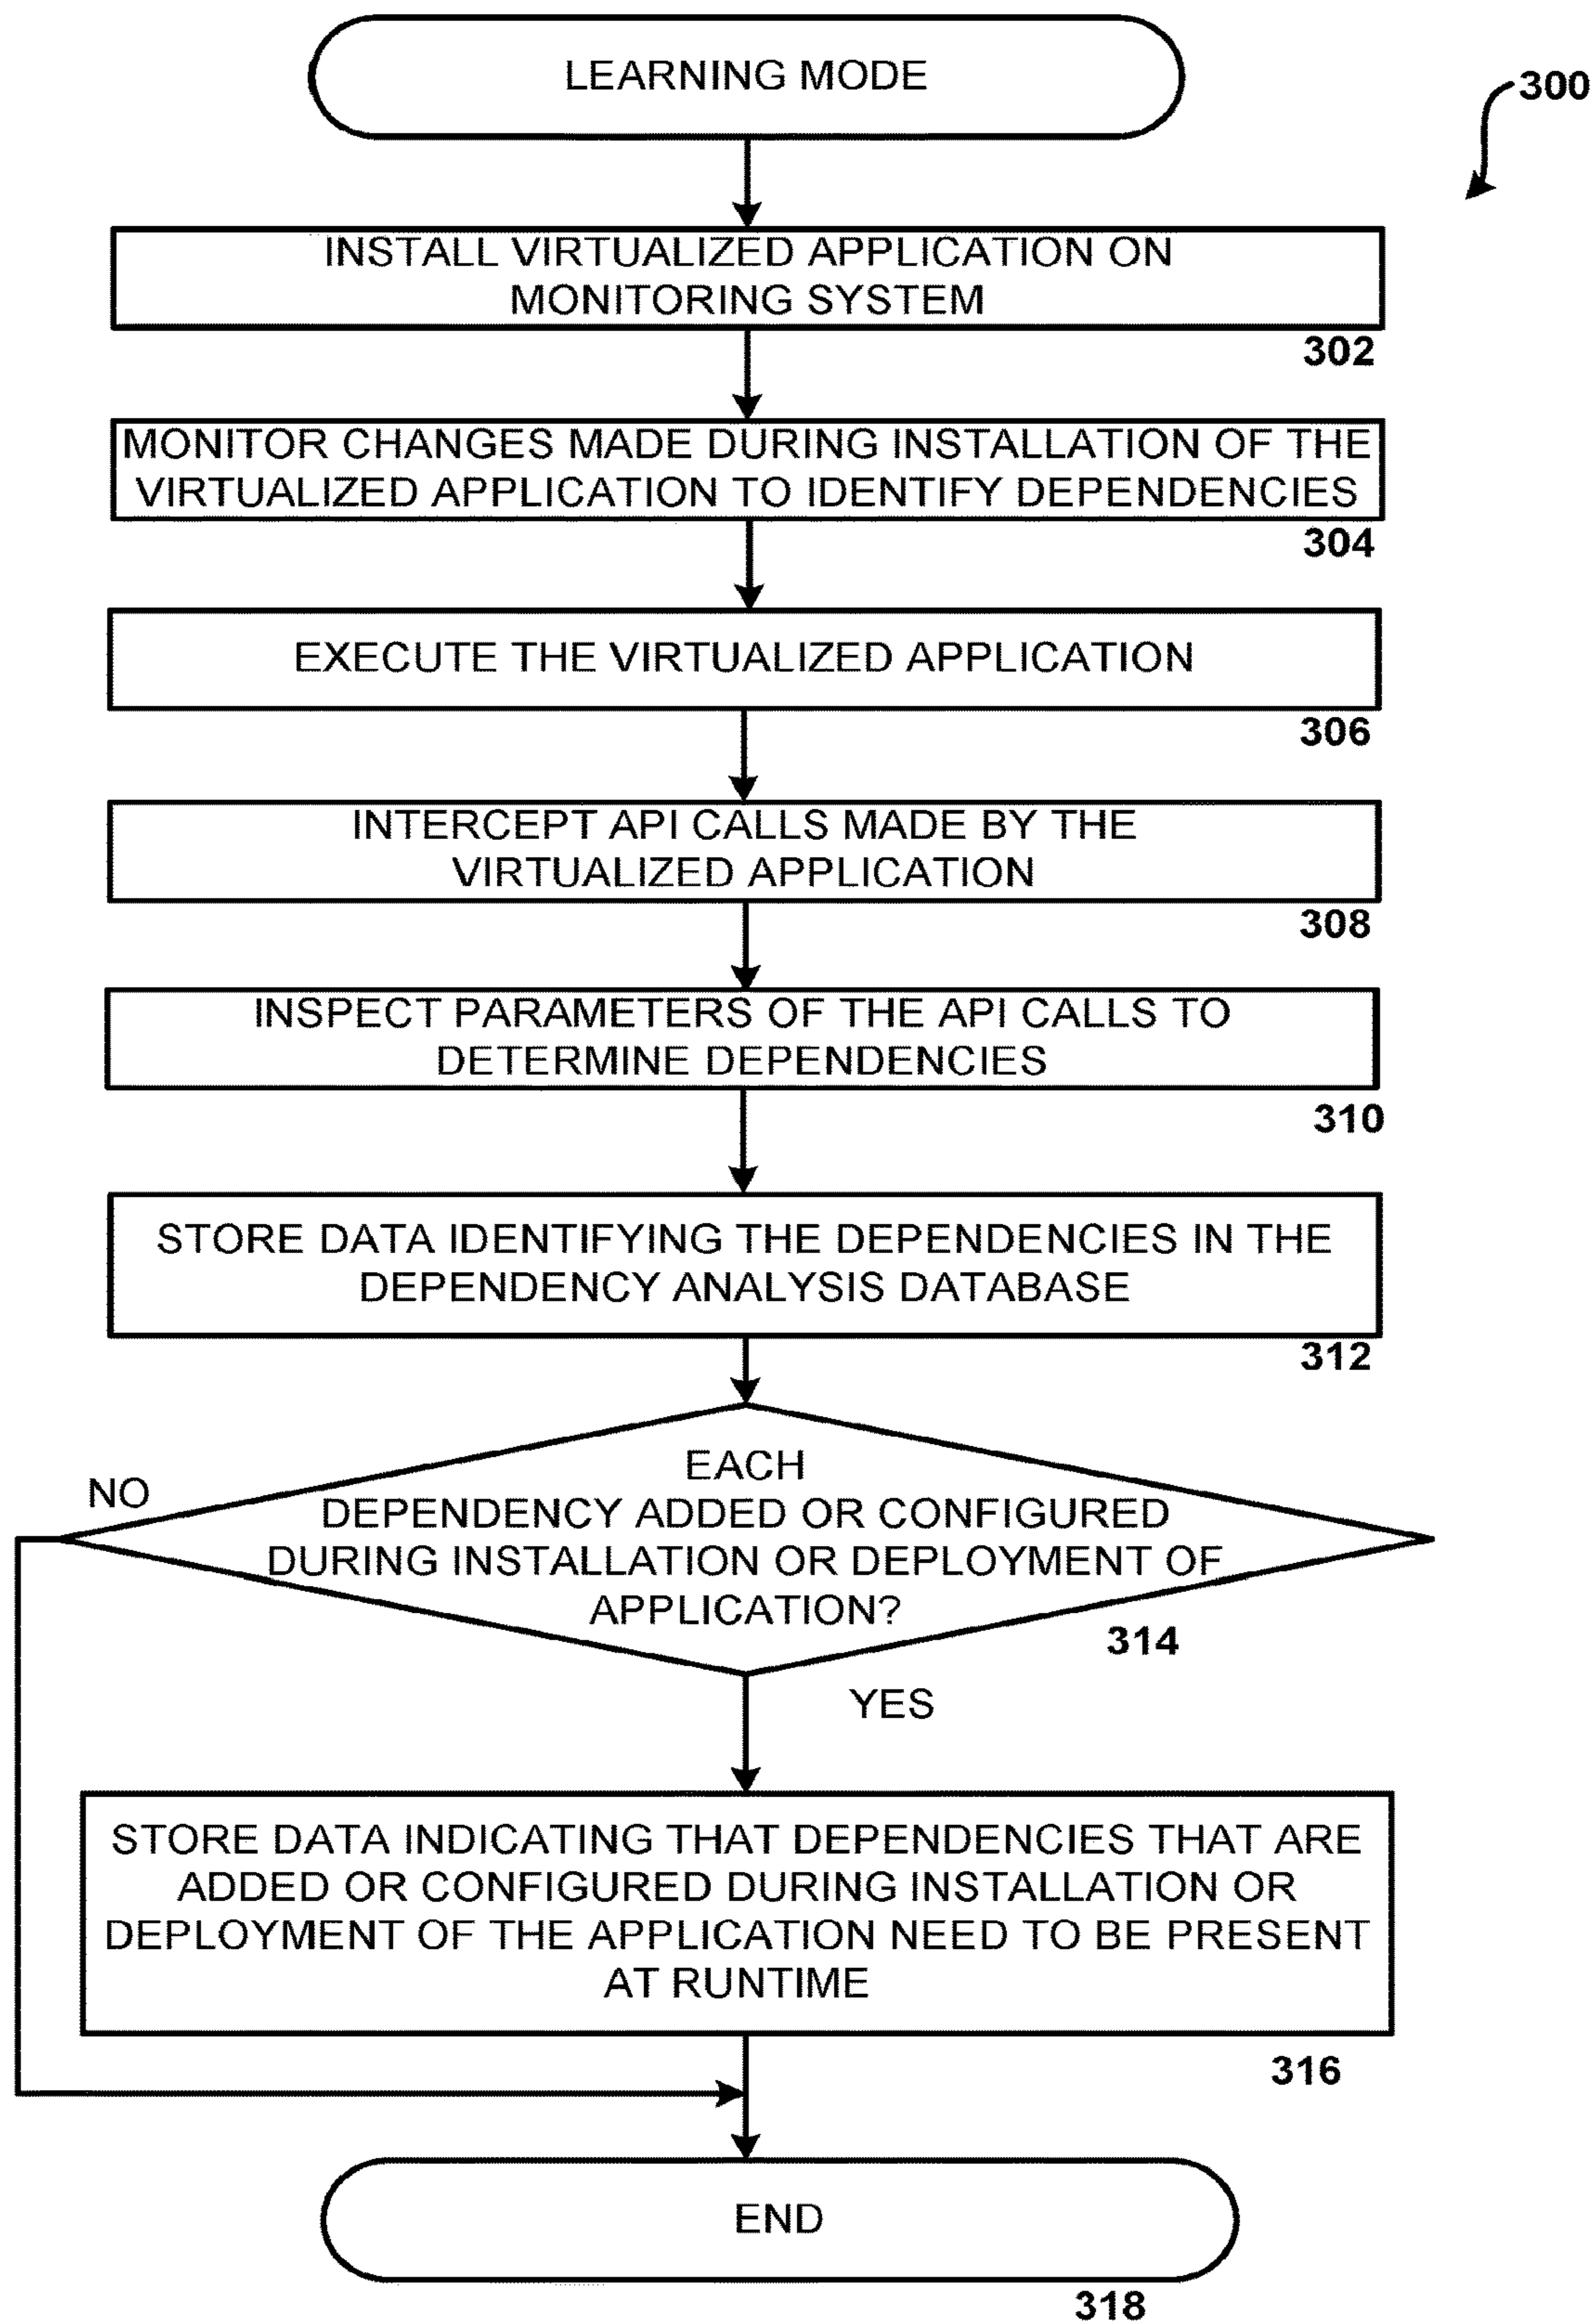 LEARNING MODE
300
INSTALL VIRTUALIZED APPLICATION ON
MONITORING SYSTEM
302
MONITOR CHANGES MADE DURING INSTALLATION OF THE
VIRTUALIZED APPLICATION TO IDENTIFY DEPENDENCIES
304
EXECUTE THE VIRTUALIZED APPLICATION
306
INTERCEPT API CALLS MADE BY THE
VIRTUALIZED APPLICATION
308
INSPECT PARAMETERS OF THE API CALLS TO
DETERMINE DEPENDENCIES
310
STORE DATA IDENTIFYING THE DEPENDENCIES IN THE
DEPENDENCY ANALYSIS DATABASE
312
EACH
DEPENDENCY ADDED OR CONFIGURED
DURING INSTALLATION OR DEPLOYMENT OF
APPLICATION?
314
NO
YES
STORE DATA INDICATING THAT DEPENDENCIES THAT ARE
ADDED OR CONFIGURED DURING INSTALLATION OR
DEPLOYMENT OF THE APPLICATION NEED TO BE PRESENT
AT RUNTIME
316
END
318